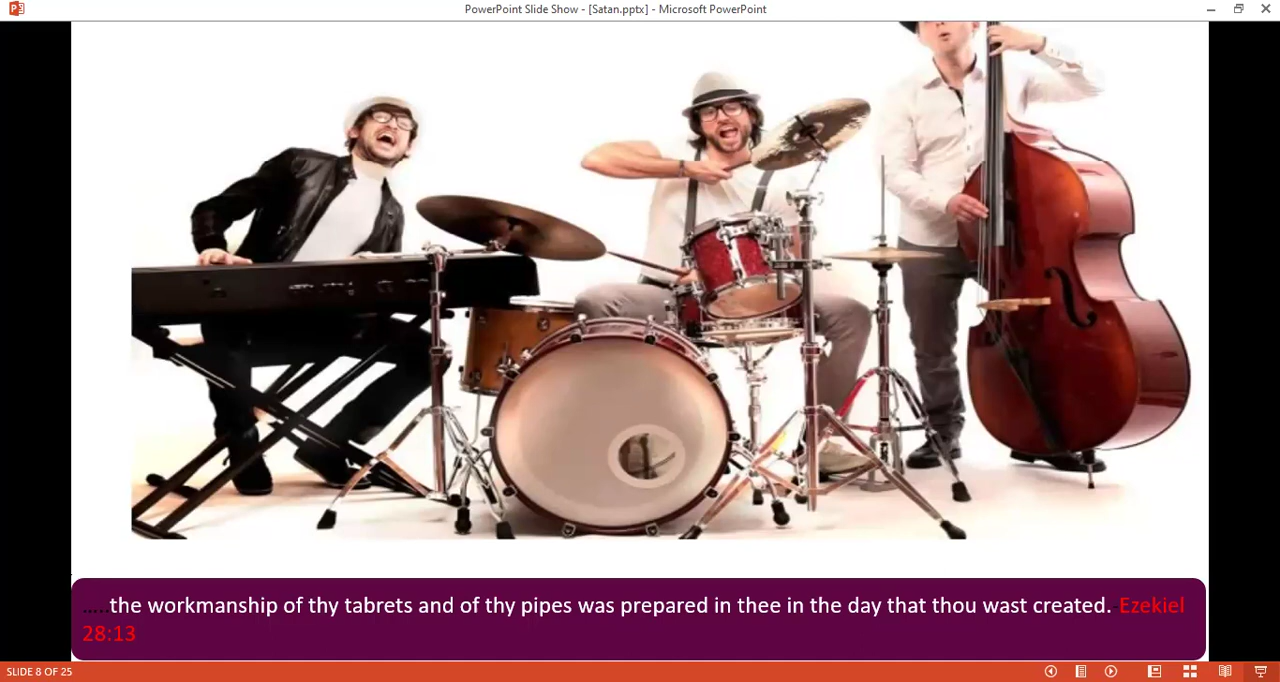 PowerPoint Slide Show - [Satan.pptx] - Microsoft PowerPoint
.....the workmanship of thy tabrets and of thy pipes was prepared in thee in the day that thou wast created. Ezekiel
28:13
SLIDE 8 OF 25